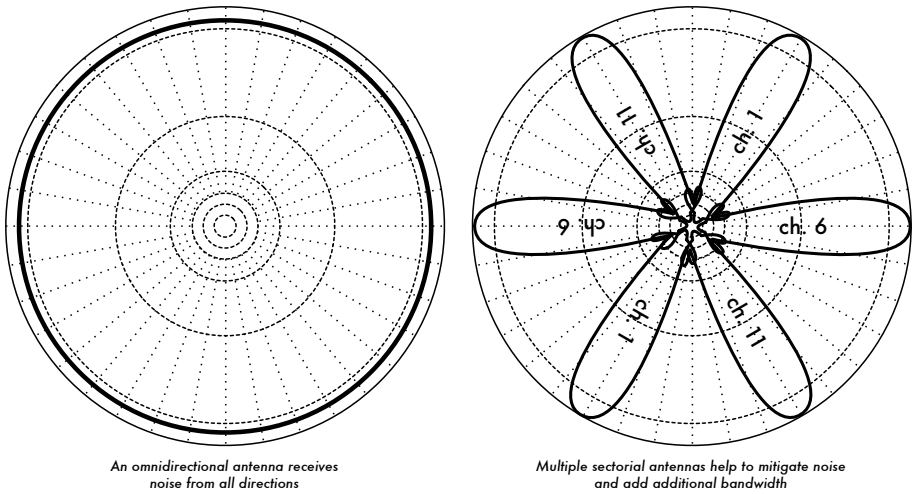 ch. 11
ch. 1
ch. 6
ch. 6
ch. 1
ch. 11
An omnidirectional antenna receives
noise from all directions
Multiple sectorial antennas help to mitigate noise
and add additional bandwidth